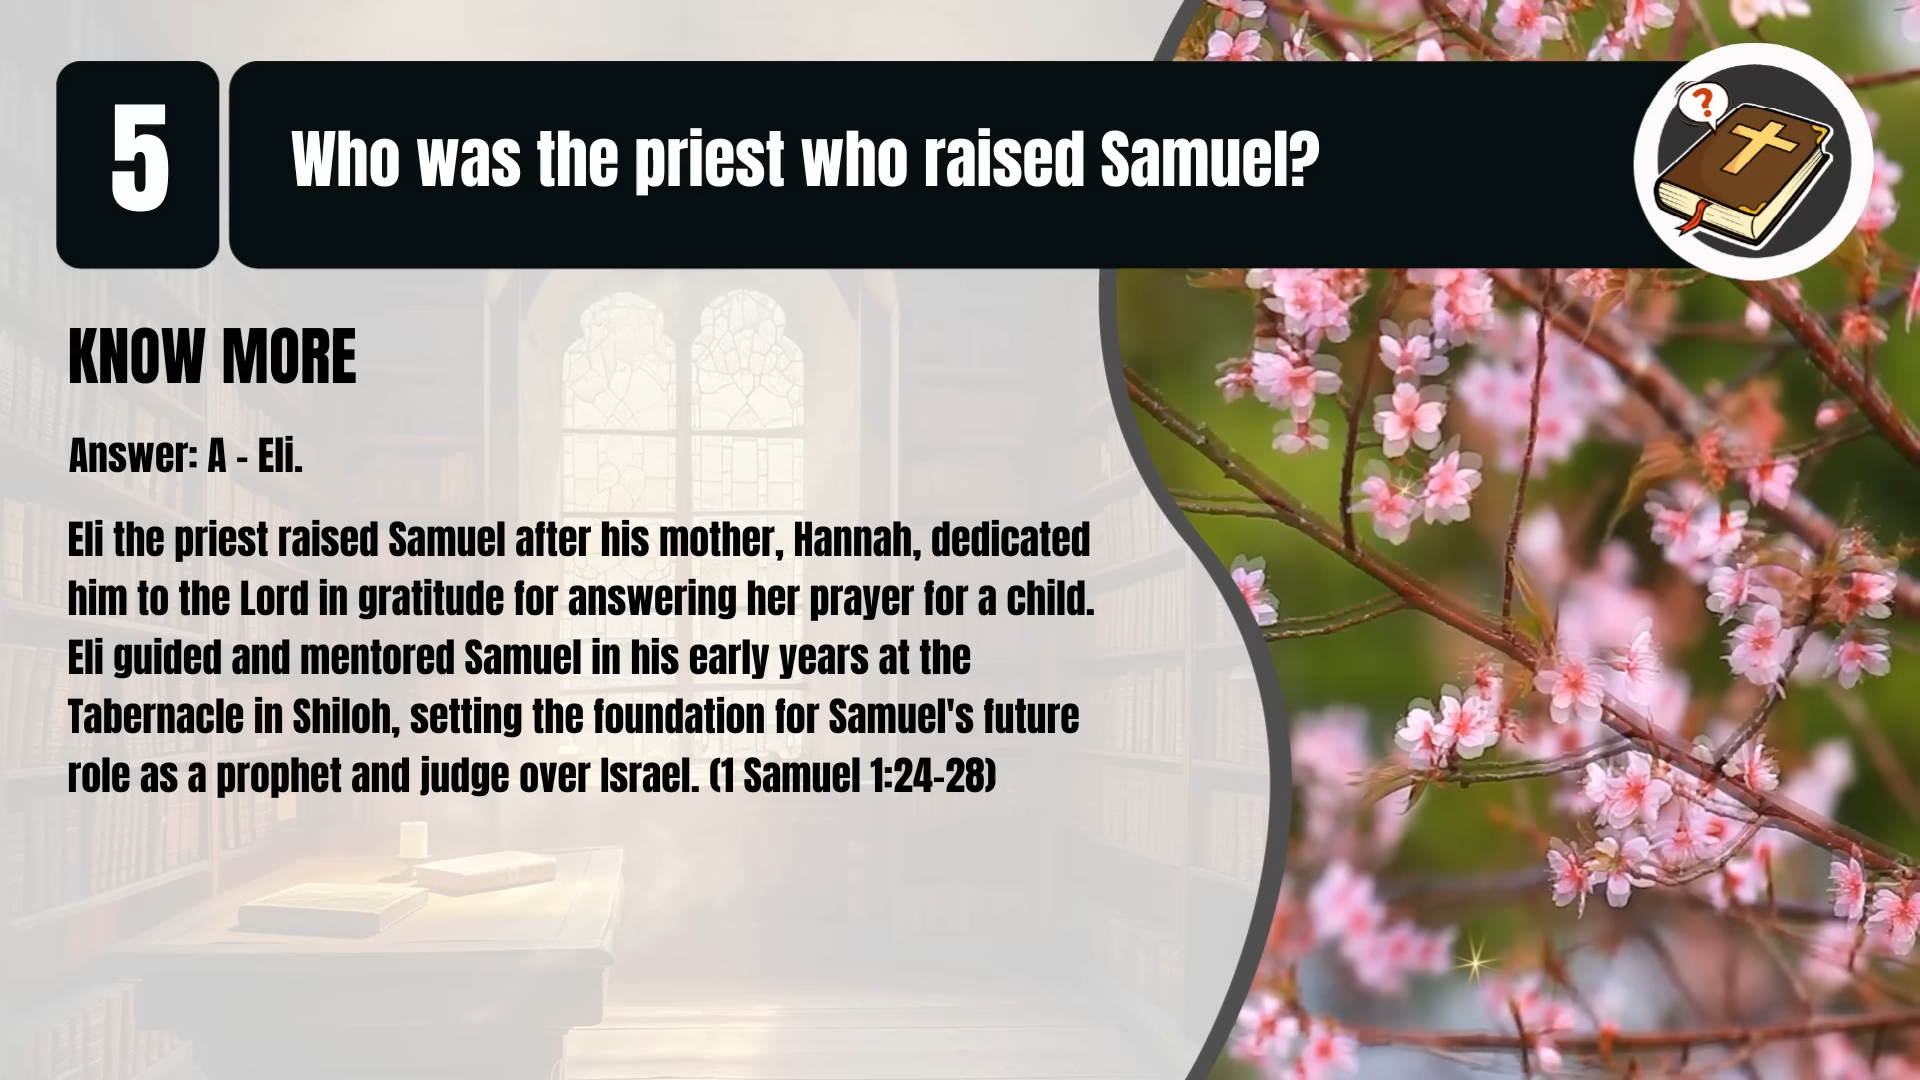 5
Who was the priest who raised Samuel?
?
KNOW MORE
Answer: A - Eli.
Eli the priest raised Samuel after his mother, Hannah, dedicated
him to the Lord in gratitude for answering her prayer for a child.
Eli guided and mentored Samuel in his early years at the
Tabernacle in Shiloh, setting the foundation for Samuel's future
role as a prophet and judge over Israel. (1 Samuel 1:24-28)